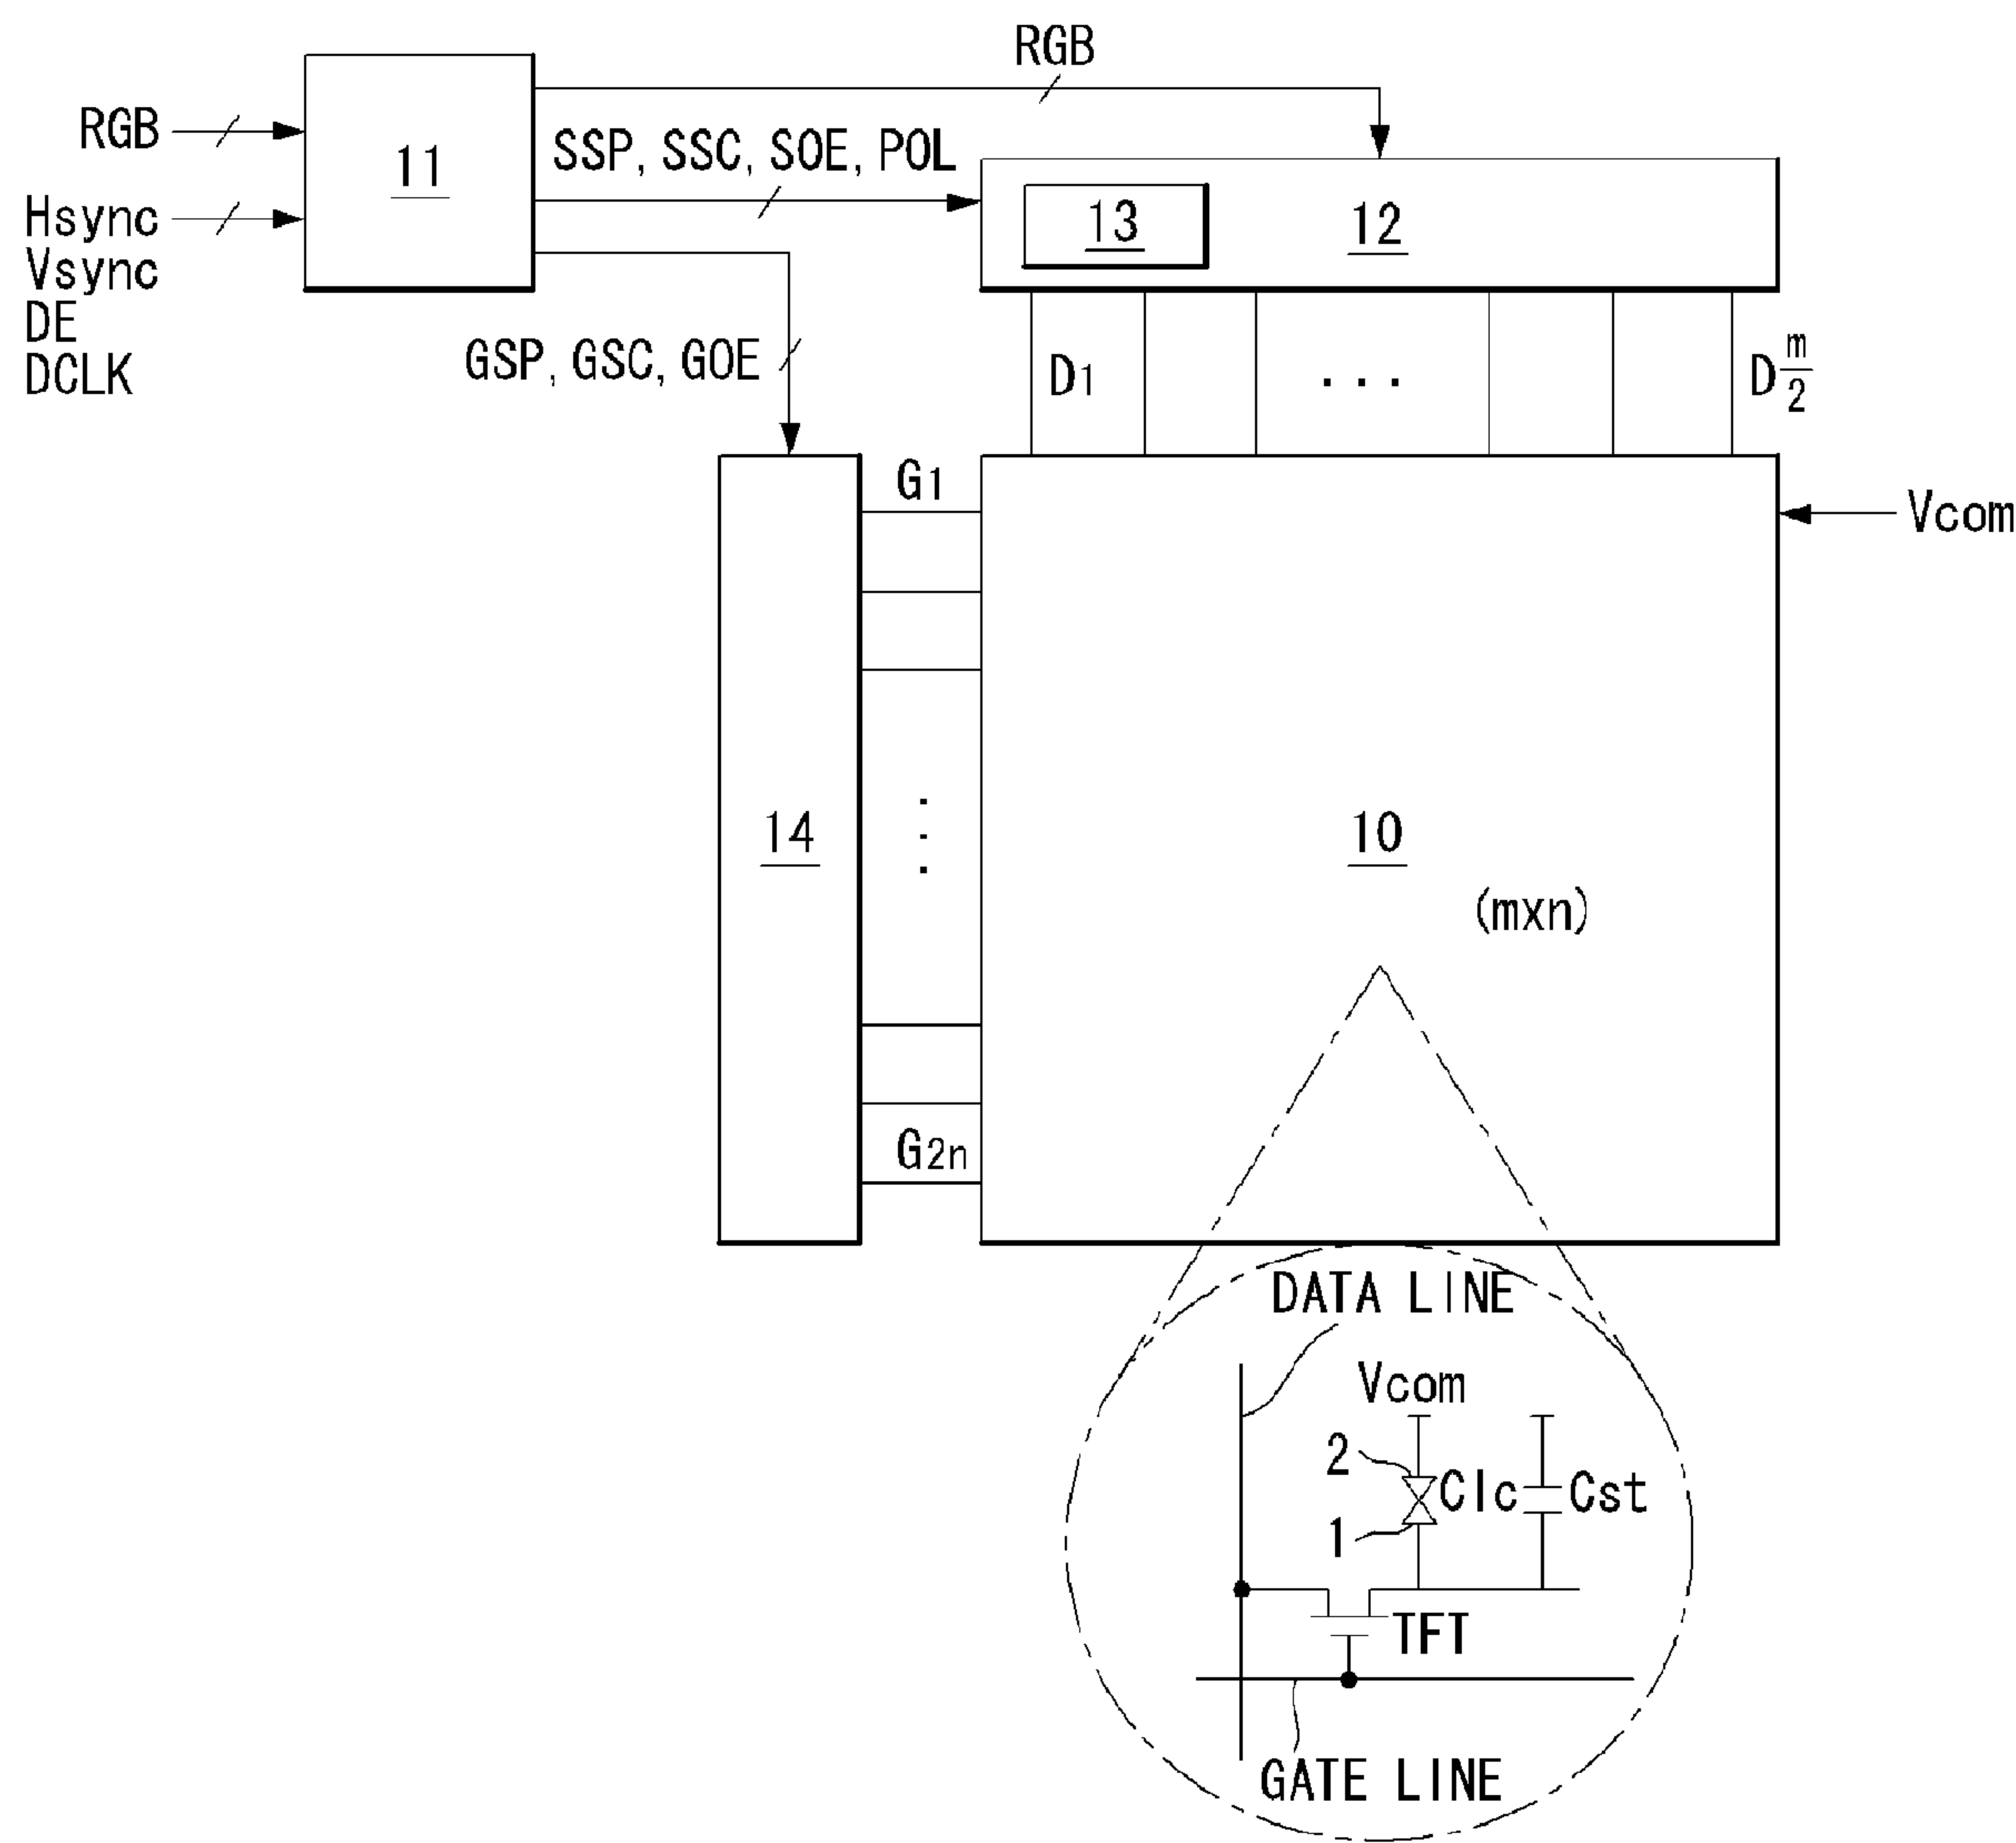 RGB
RGB
11
SSP, SSC, SOE, POL
Hsync
Vsync
DE
DCLK
13
12
GSP, GSC, GOE
D1
...
D m/2
G1
Vcom
14
10
(mxn)
G2n
DATA LINE
Vcom
2
Clc
Cst
1
TFT
GATE LINE